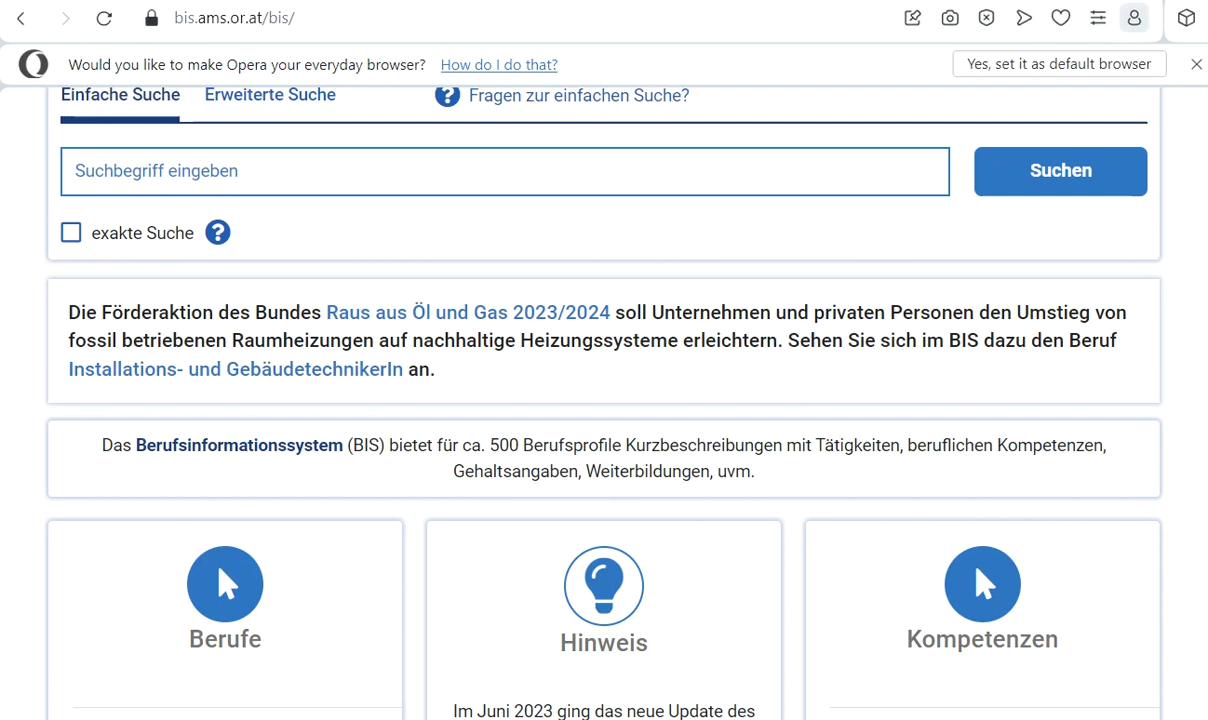 bis.ams.or.at/bis/
Would you like to make Opera your everyday browser? How do I do that? Yes, set it as default browser
Einfache Suche Erweiterte Suche ? Fragen zur einfachen Suche?
Suchbegriff eingeben Suchen
exakte Suche ?
Die Förderaktion des Bundes Raus aus Öl und Gas 2023/2024 soll Unternehmen und privaten Personen den Umstieg von
fossil betriebenen Raumheizungen auf nachhaltige Heizungssysteme erleichtern. Sehen Sie sich im BIS dazu den Beruf
Installations- und GebäudetechnikerIn an.
Das Berufsinformationssystem (BIS) bietet für ca. 500 Berufsprofile Kurzbeschreibungen mit Tätigkeiten, beruflichen Kompetenzen,
Gehaltsangaben, Weiterbildungen, uvm.
Berufe
Hinweis
Kompetenzen
Im Juni 2023 ging das neue Update des